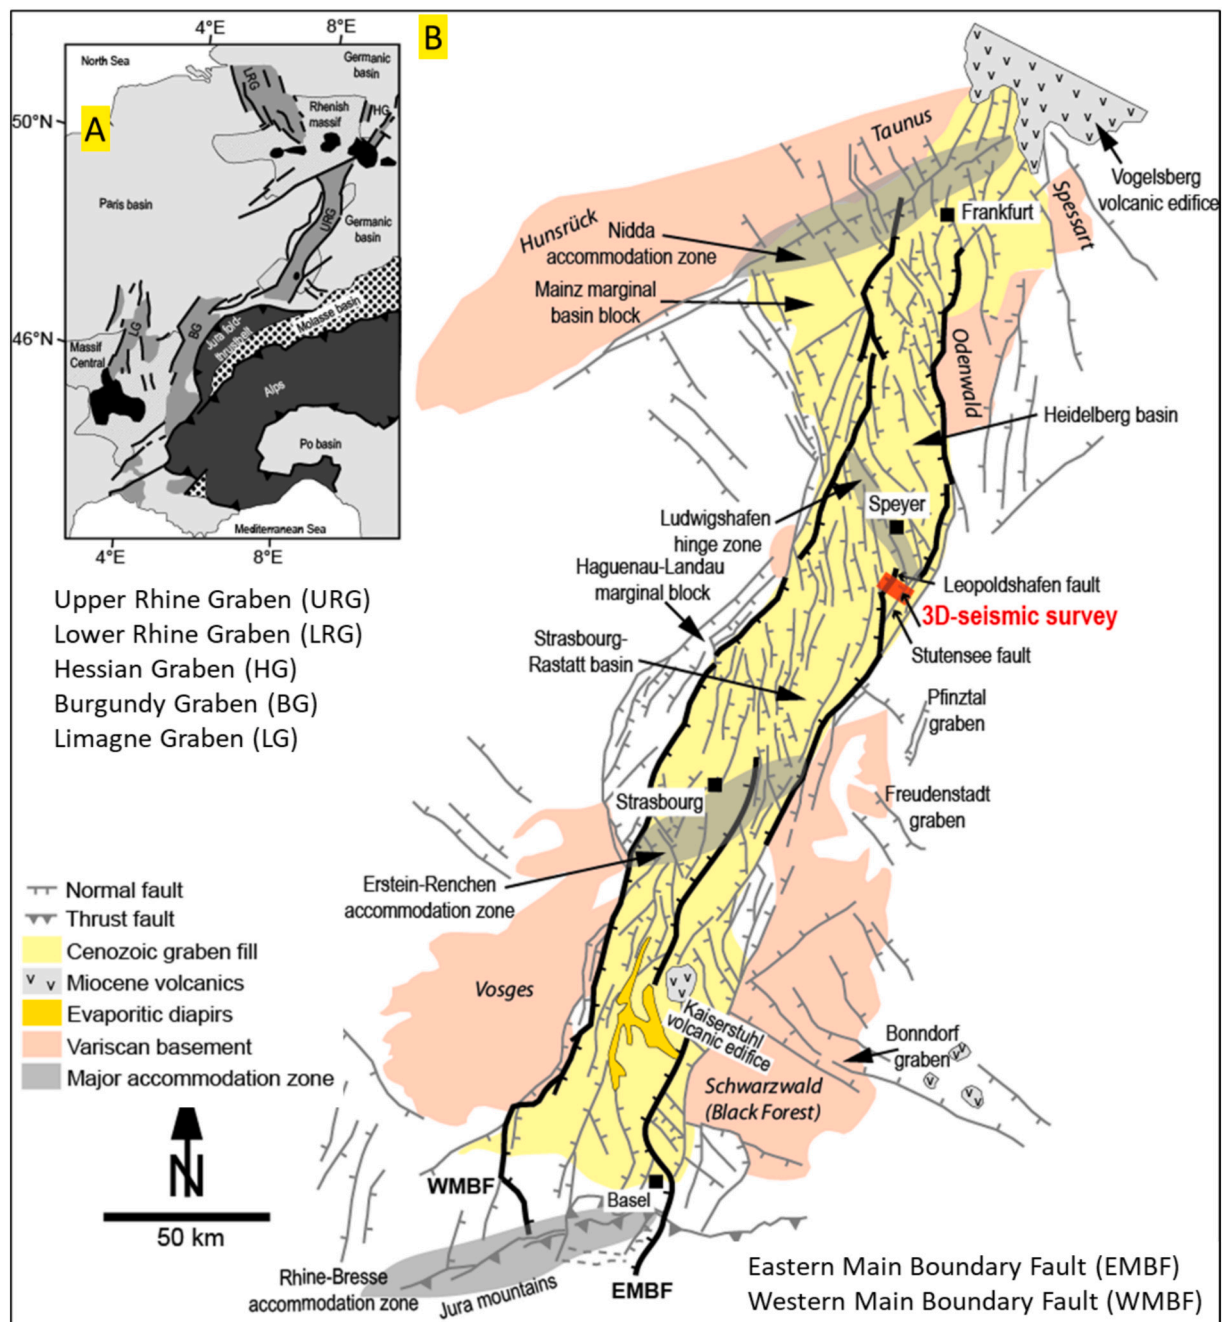 4°E
8°E
B
North Sea
Germanic
basin
LRG
A
50°N
Rhenish
massif
HG
Paris basin
URG
Germanic
basin
46°N
LG
BG
Jura fold-
thrustbelt
Molasse basin
Massif
Central
Alps
Po basin
Mediterranean Sea
4°E
8°E
Upper Rhine Graben (URG)
Lower Rhine Graben (LRG)
Hessian Graben (HG)
Burgundy Graben (BG)
Limagne Graben (LG)
Taunus
Vogelsberg
volcanic edifice
Spessart
Frankfurt
Hunsrück
Nidda
accommodation zone
Mainz marginal
basin block
Odenwald
Heidelberg basin
Speyer
Ludwigshafen
hinge zone
Haguenau-Landau
marginal block
Leopoldshafen fault
3D-seismic survey
Strasbourg-
Rastatt basin
Stutensee fault
Pfinztal
graben
Strasbourg
Freudenstadt
graben
Erstein-Renchen
accommodation zone
Normal fault
Thrust fault
Cenozoic graben fill
v v Miocene volcanics
Evaporitic diapirs
Variscan basement
Major accommodation zone
Vosges
Kaiserstuhl
volcanic edifice
Bonndorf
graben
Schwarzwald
(Black Forest)
N
50 km
WMBF
Basel
Rhine-Bresse
accommodation zone
Jura mountains
EMBF
Eastern Main Boundary Fault (EMBF)
Western Main Boundary Fault (WMBF)